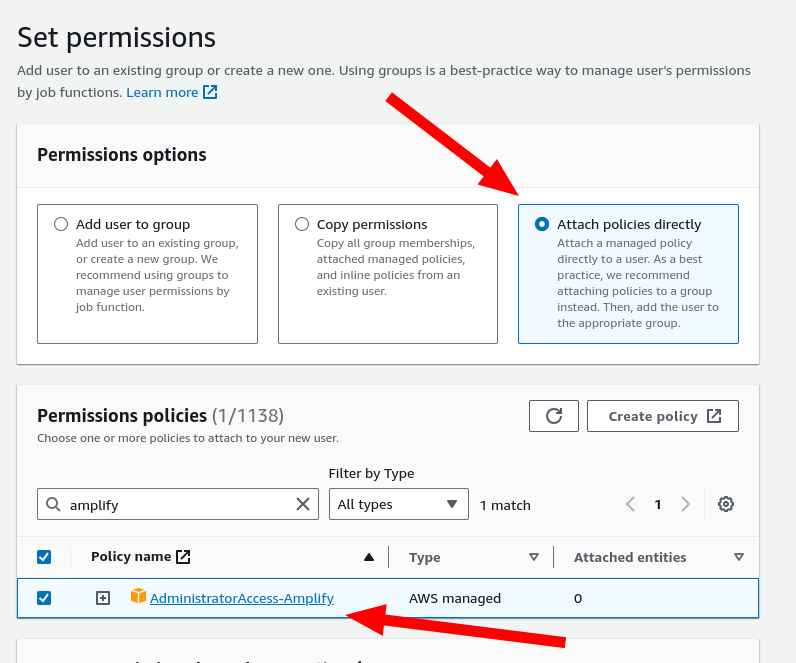 Set permissions
Add user to an existing group or create a new one. Using groups is a best-practice way to manage user's permissions
by job functions. Learn more
Permissions options
Add user to group
Add user to an existing group,
or create a new group. We
recommend using groups to
manage user permissions by
job function.
Copy permissions
Copy all group memberships,
attached managed policies,
and inline policies from an
existing user.
Attach policies directly
Attach a managed policy
directly to a user. As a best
practice, we recommend
attaching policies to a group
instead. Then, add the user to
the appropriate group.
Permissions policies (1/1138)
Choose one or more policies to attach to your new user.
Create policy
Filter by Type
amplify
All types
1 match
1
Policy name
Type
Attached entities
AdministratorAccess-Amplify
AWS managed
0